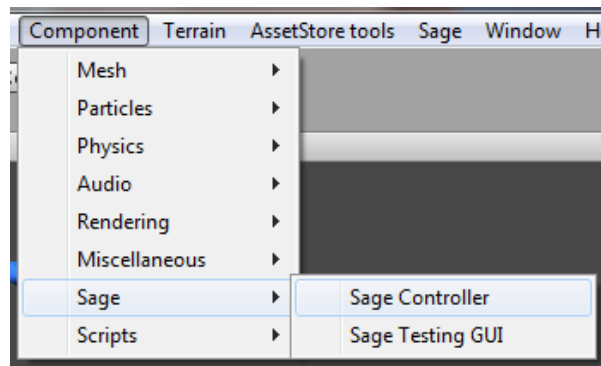 Component Terrain AssetStore tools Sage Window H
Mesh
Particles
Physics
Audio
Rendering
Miscellaneous
Sage
Sage Controller
Scripts
Sage Testing GUI